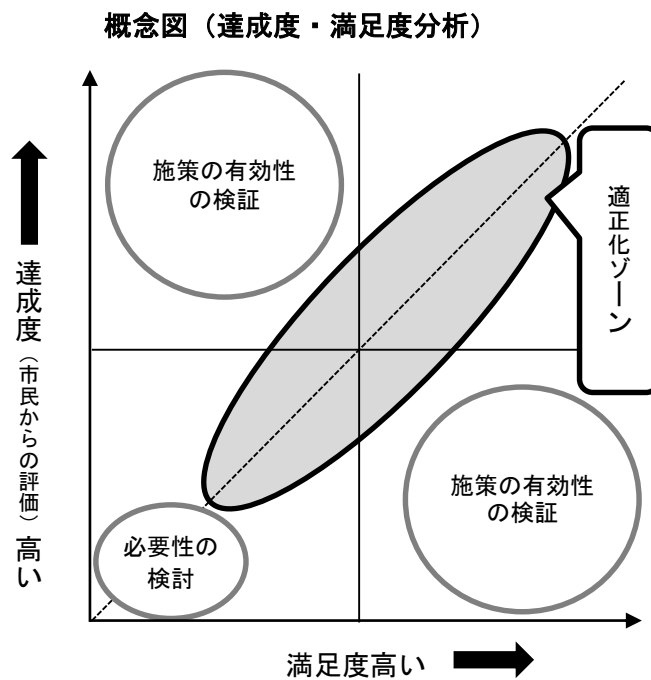 概念図（達成度・満足度分析）
施策の有効性
の検証
適正化ゾーン
達成度（市民からの評価）高い
施策の有効性
の検証
必要性の
検討
満足度高い